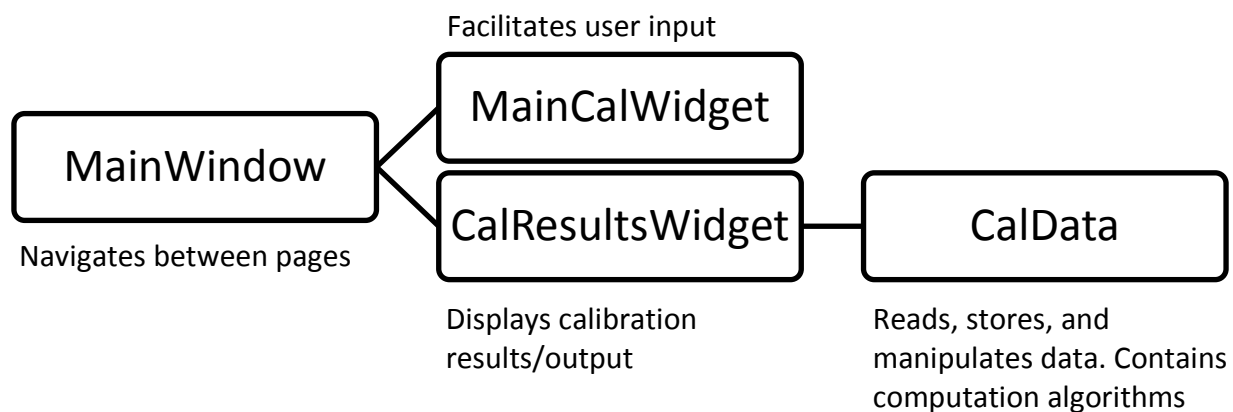 Facilitates user input
MainCalWidget
MainWindow
Navigates between pages
CalResultsWidget
Displays calibration
results/output
CalData
Reads, stores, and
manipulates data. Contains
computation algorithms